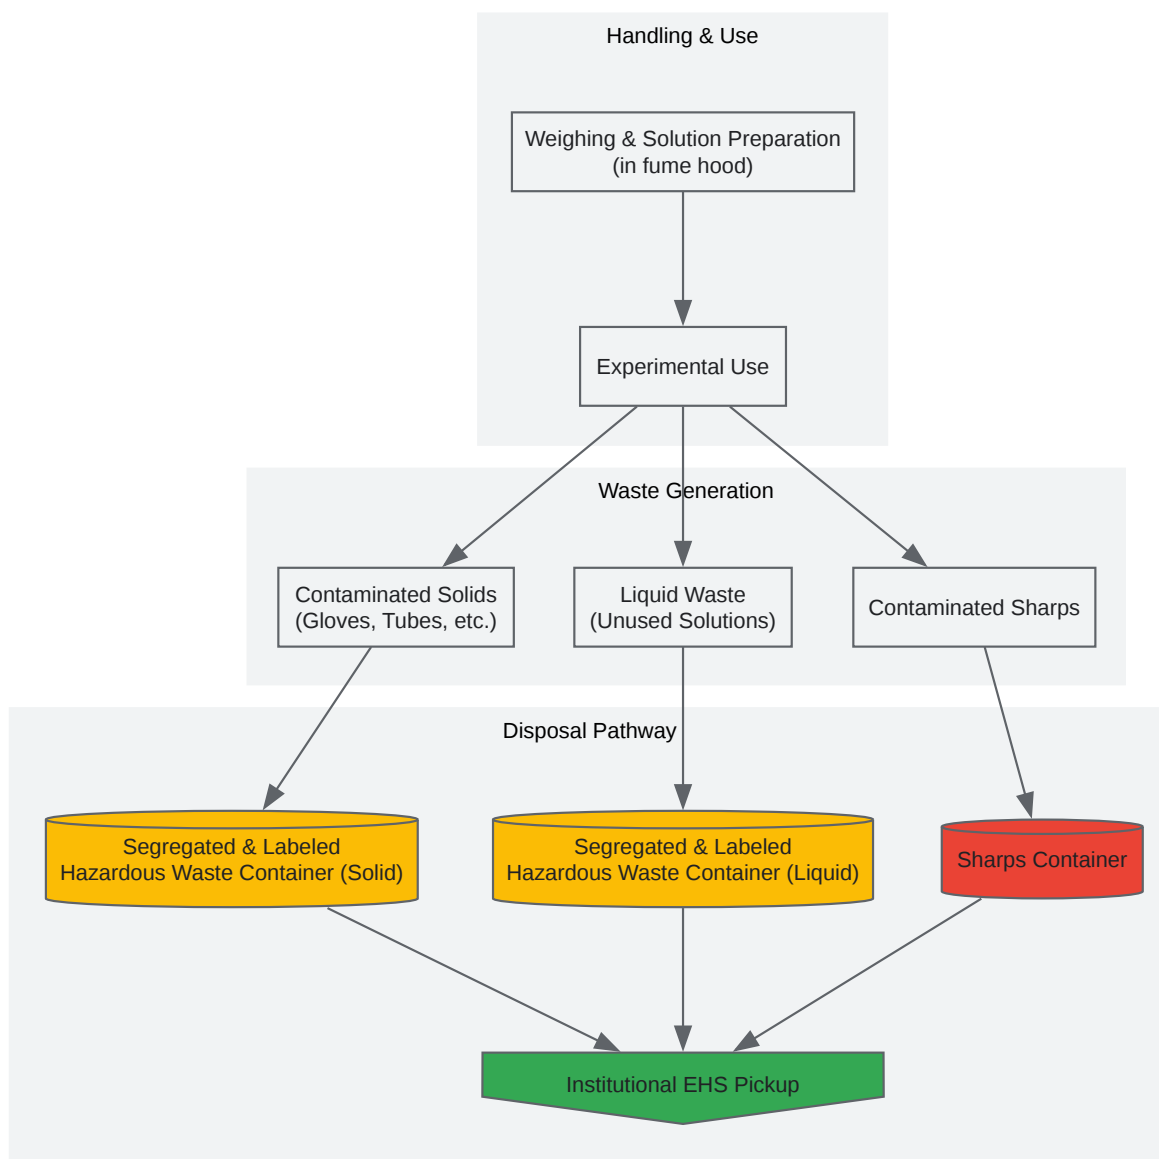 Handling & Use
Weighing & Solution Preparation
(in fume hood)
Experimental Use
Waste Generation
Contaminated Solids
(Gloves, Tubes, etc.)
Liquid Waste
(Unused Solutions)
Contaminated Sharps
Disposal Pathway
Segregated & Labeled
Hazardous Waste Container (Solid)
Segregated & Labeled
Hazardous Waste Container (Liquid)
Sharps Container
Institutional EHS Pickup